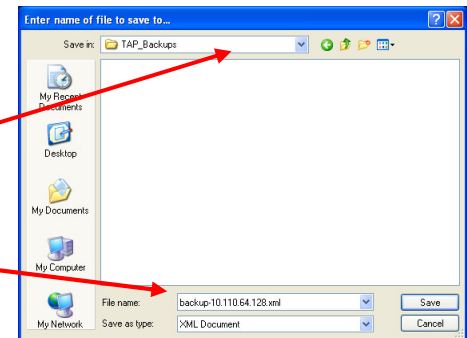 Enter name of file to save to...
Save in: TAP_Backups
My Recent
Documents
Desktop
My Documents
My Computer
My Network
File name: backup-10.110.64.128.xml Save
Save as type: XML Document Cancel